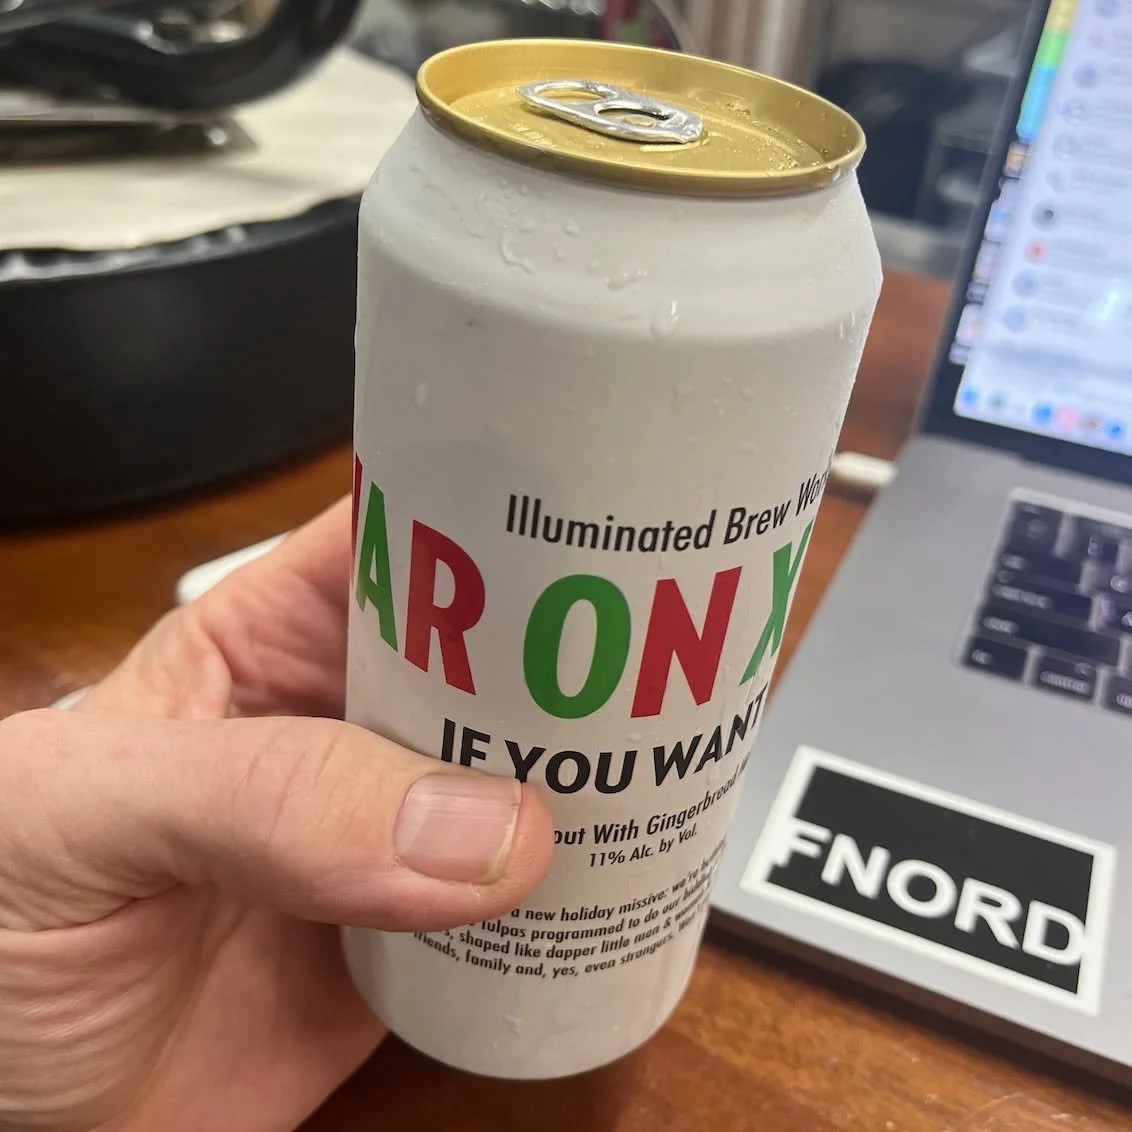 Illuminated Brew Wor
WAR ON X
IF YOU WANT
out With Gingerbread
11% Alc. by Vol.
a new holiday missive: we're
Tulpas programmed to do our
shaped like dapper little men &
friends, family and, yes, even strangers.
FNORD